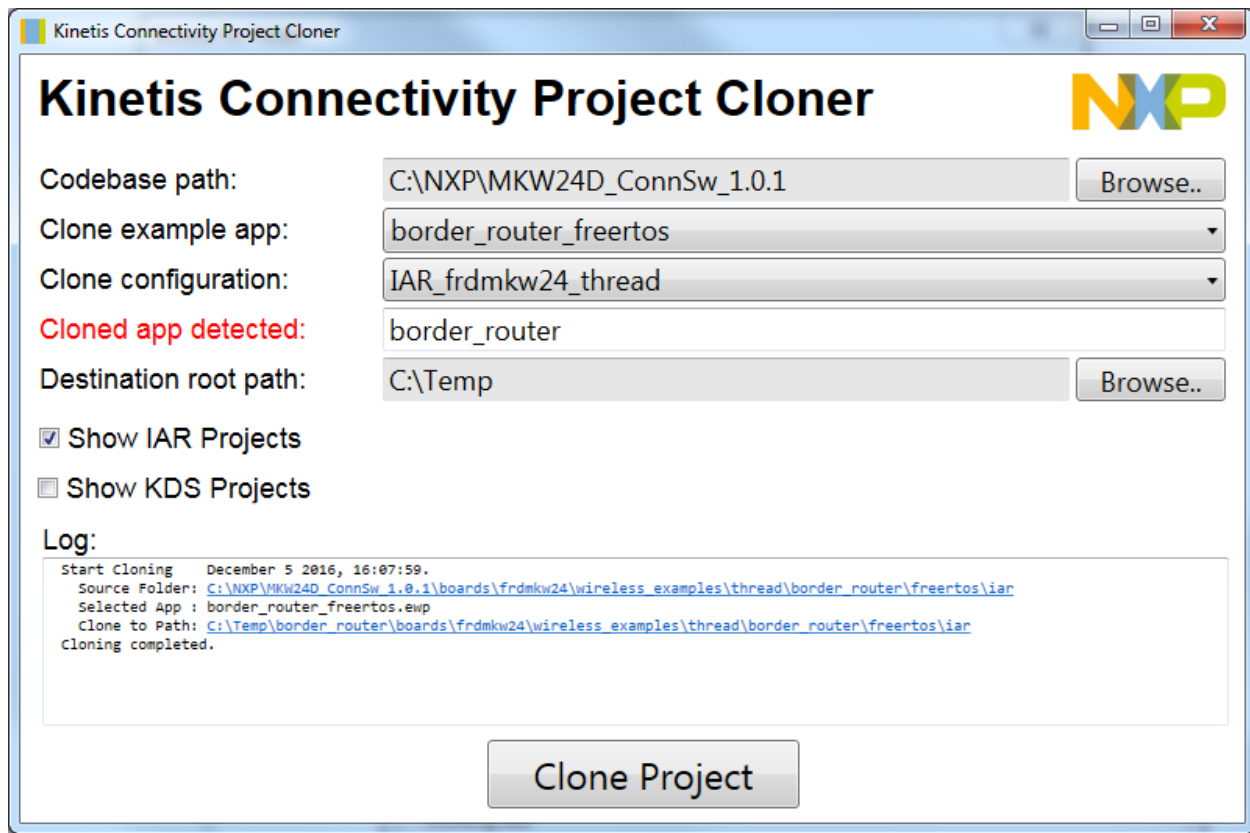 Kinetis Connectivity Project Cloner
X
Kinetis Connectivity Project Cloner
NXP
Codebase path: C:\NXP\MKW24D_ConnSw_1.0.1 Browse..
Clone example app: border_router_freertos
Clone configuration: IAR_frdmkw24_thread
Cloned app detected: border_router
Destination root path: C:\Temp Browse..
Show IAR Projects
Show KDS Projects
Log:
Start Cloning December 5 2016, 16:07:59.
Source Folder: C:\NXP\MKW24D_ConnSw_1.0.1\boards\frdmkw24\wireless_examples\thread\border_router\freertos\iar
Selected App : border_router_freertos.ewp
Clone to Path: C:\Temp\border_router\boards\frdmkw24\wireless_examples\thread\border_router\freertos\iar
Cloning completed.
Clone Project